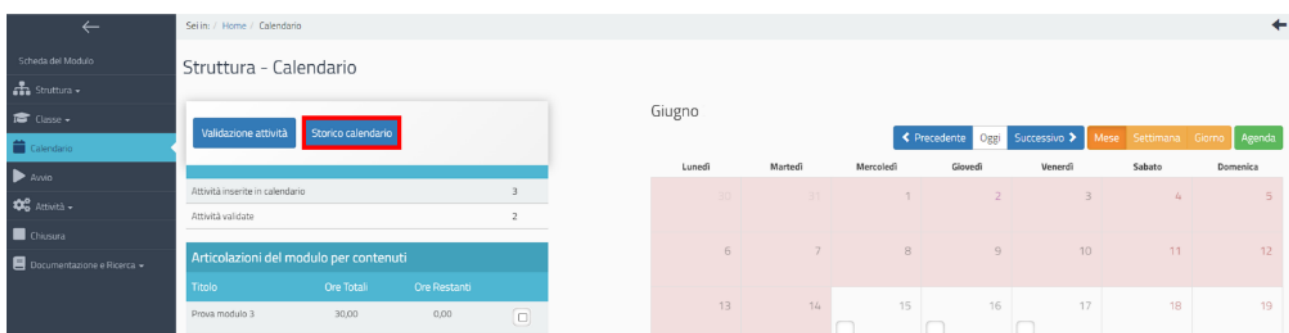 Sei in: / Home / Calendario
Scheda del Modulo
Struttura
Classe
Calendario
Avvio
Attività
Chiusura
Documentazione e Ricerca
Struttura - Calendario
Validazione attività Storico calendario
Attività inserite in calendario 3
Attività validate 2
Articolazioni del modulo per contenuti
Titolo Ore Totali Ore Restanti
Prova modulo 3 30,00 0,00
Giugno
Precedente Oggi Successivo Mese Settimana Giorno Agenda
Lunedì Martedì Mercoledì Giovedì Venerdì Sabato Domenica
30 31 1 2 3 4 5
6 7 8 9 10 11 12
13 14 15 16 17 18 19